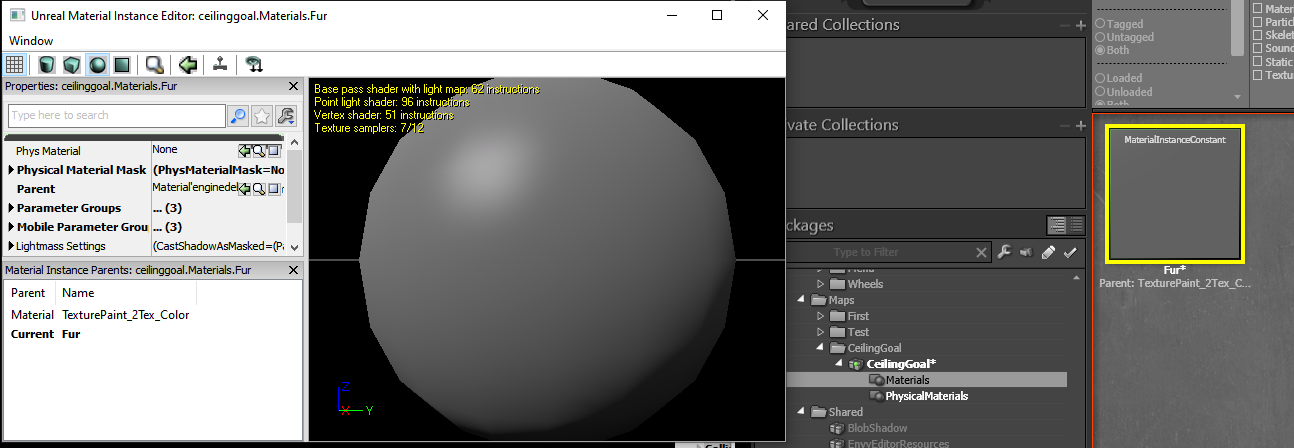 Unreal Material Instance Editor: ceilinggoal.Materials.Fur
Window
Properties: ceilinggoal.Materials.Fur
Type here to search
Phys Material None
Physical Material Mask (PhysMaterialMask=No
Parent Material'enginedel
Parameter Groups ... (3)
Mobile Parameter Grou ... (3)
Lightmass Settings (CastShadowAsMasked=(Pa
Material Instance Parents: ceilinggoal.Materials.Fur
Parent Name
Material TexturePaint_2Tex_Color
Current Fur
Base pass shader with light map: 62 instructions
Point light shader: 96 instructions
Vertex shader: 51 instructions
Texture samplers: 7/12
Z
X
Y
ared Collections
ivate Collections
ckages
Type to Filter
Menu
Wheels
Maps
First
Test
CeilingGoal
CeilingGoal*
Materials
PhysicalMaterials
Shared
BlobShadow
EnvyEditorResources
Tagged
Untagged
Both
Loaded
Unloaded
Both
Mater
Particl
Skelet
Sound
Static
Textu
MaterialInstanceConstant
Fur*
Parent: TexturePaint_2Tex_C...